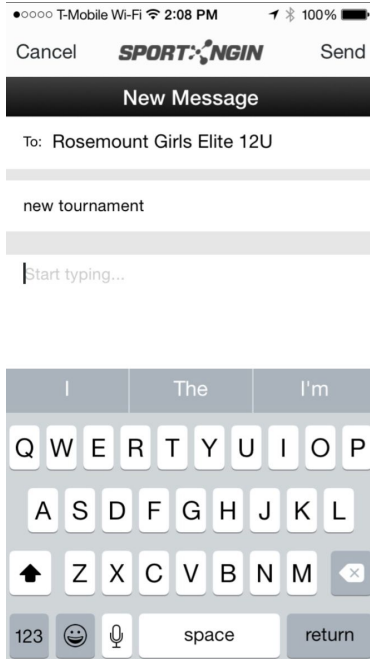 T-Mobile Wi-Fi 2:08 PM 100%
Cancel SPORT NGIN Send
New Message
To: Rosemount Girls Elite 12U
new tournament
Start typing...
I The I'm
Q W E R T Y U I O P
A S D F G H J K L
Z X C V B N M
123 space return